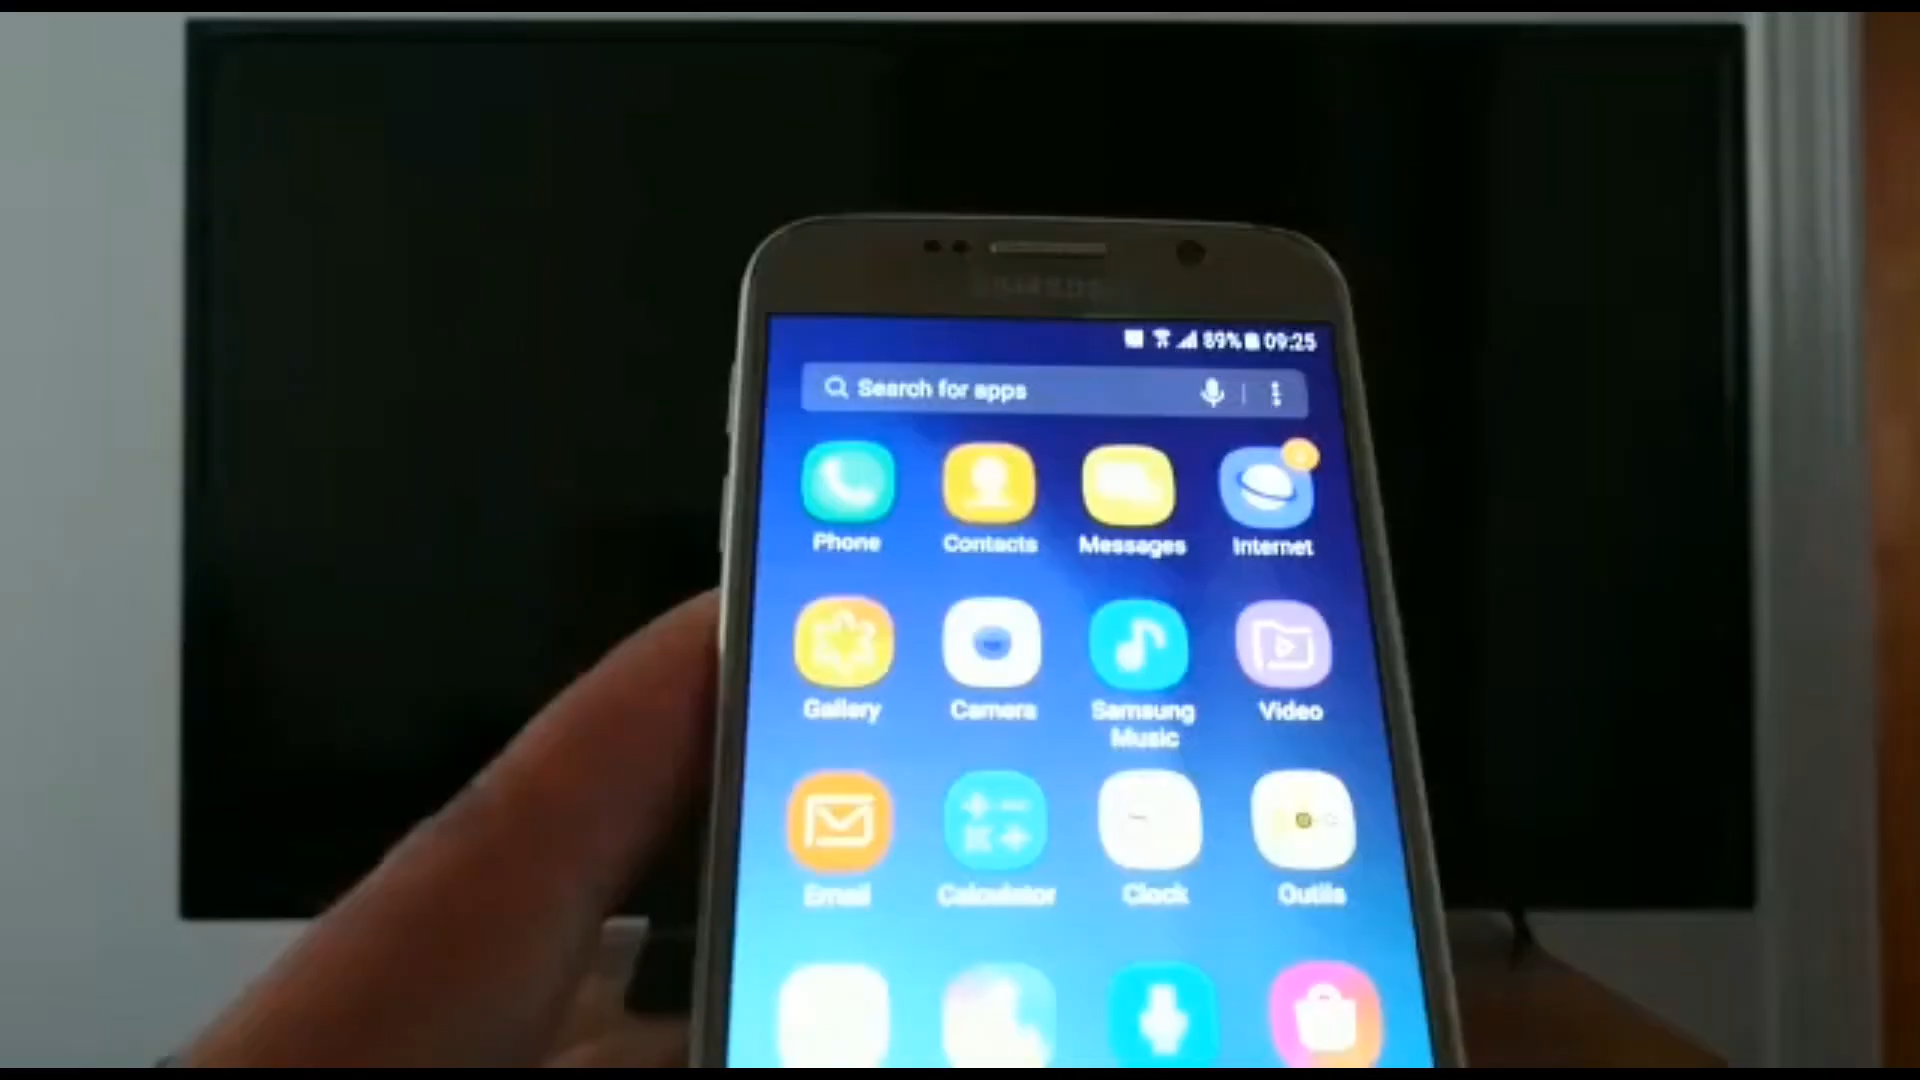 SAMSUNG
89% 09:25
Search for apps
Phone Contacts Messages Internet
Gallery Camera Samsung Music Video
Email Calculator Clock Outils